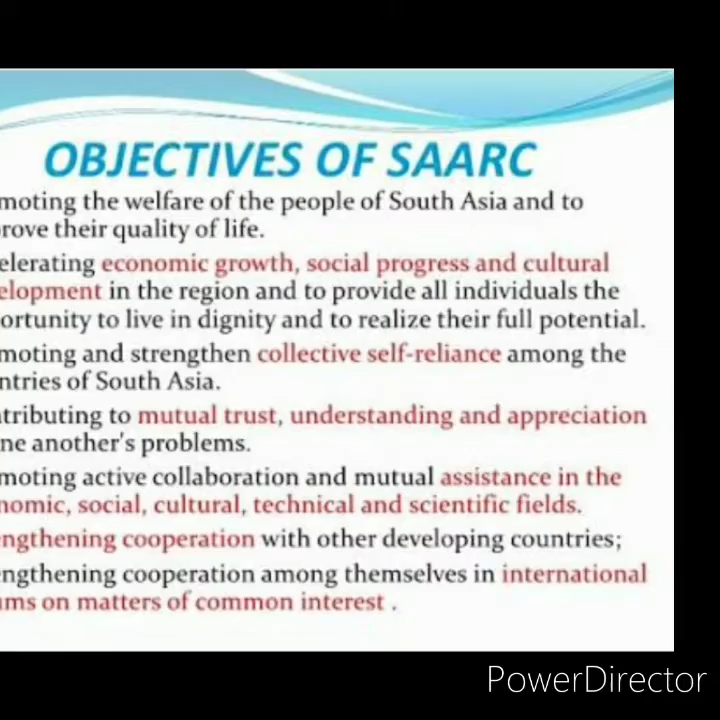 OBJECTIVES OF SAARC
moting the welfare of the people of South Asia and to
rove their quality of life.
elerating economic growth, social progress and cultural
elopment in the region and to provide all individuals the
ortunity to live in dignity and to realize their full potential.
moting and strengthen collective self-reliance among the
ntries of South Asia.
tributing to mutual trust, understanding and appreciation
ne another's problems.
moting active collaboration and mutual assistance in the
nomic, social, cultural, technical and scientific fields.
ngthening cooperation with other developing countries;
ngthening cooperation among themselves in international
ums on matters of common interest .
PowerDirector